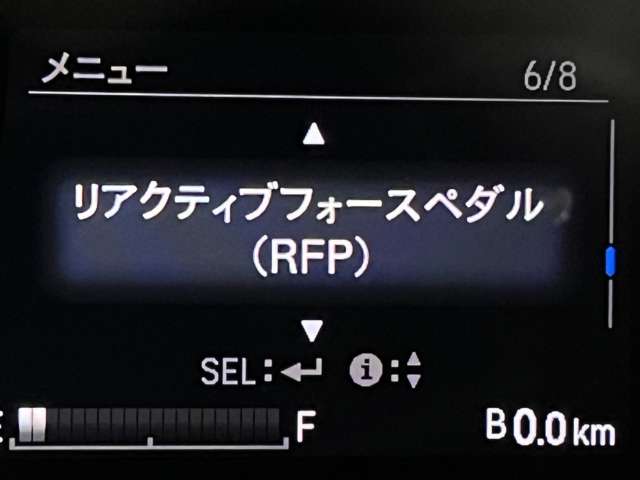 メニュー 6/8
▲
リアクティブフォースペダル
(RFP)
▼
SEL:↵ i:▲▼
E F B 0.0 km